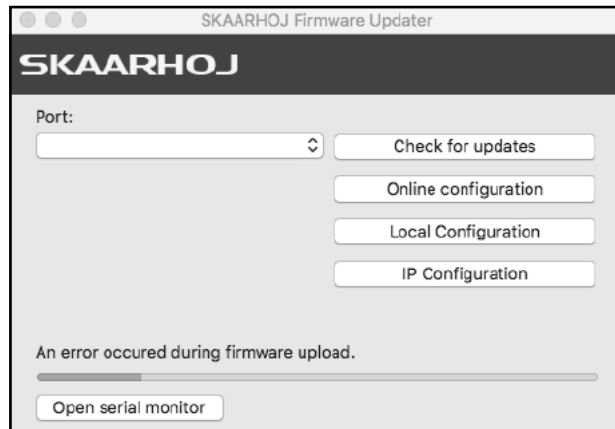 SKAARHOJ Firmware Updater
SKAARHOJ
Port:
Check for updates
Online configuration
Local Configuration
IP Configuration
An error occured during firmware upload.
Open serial monitor